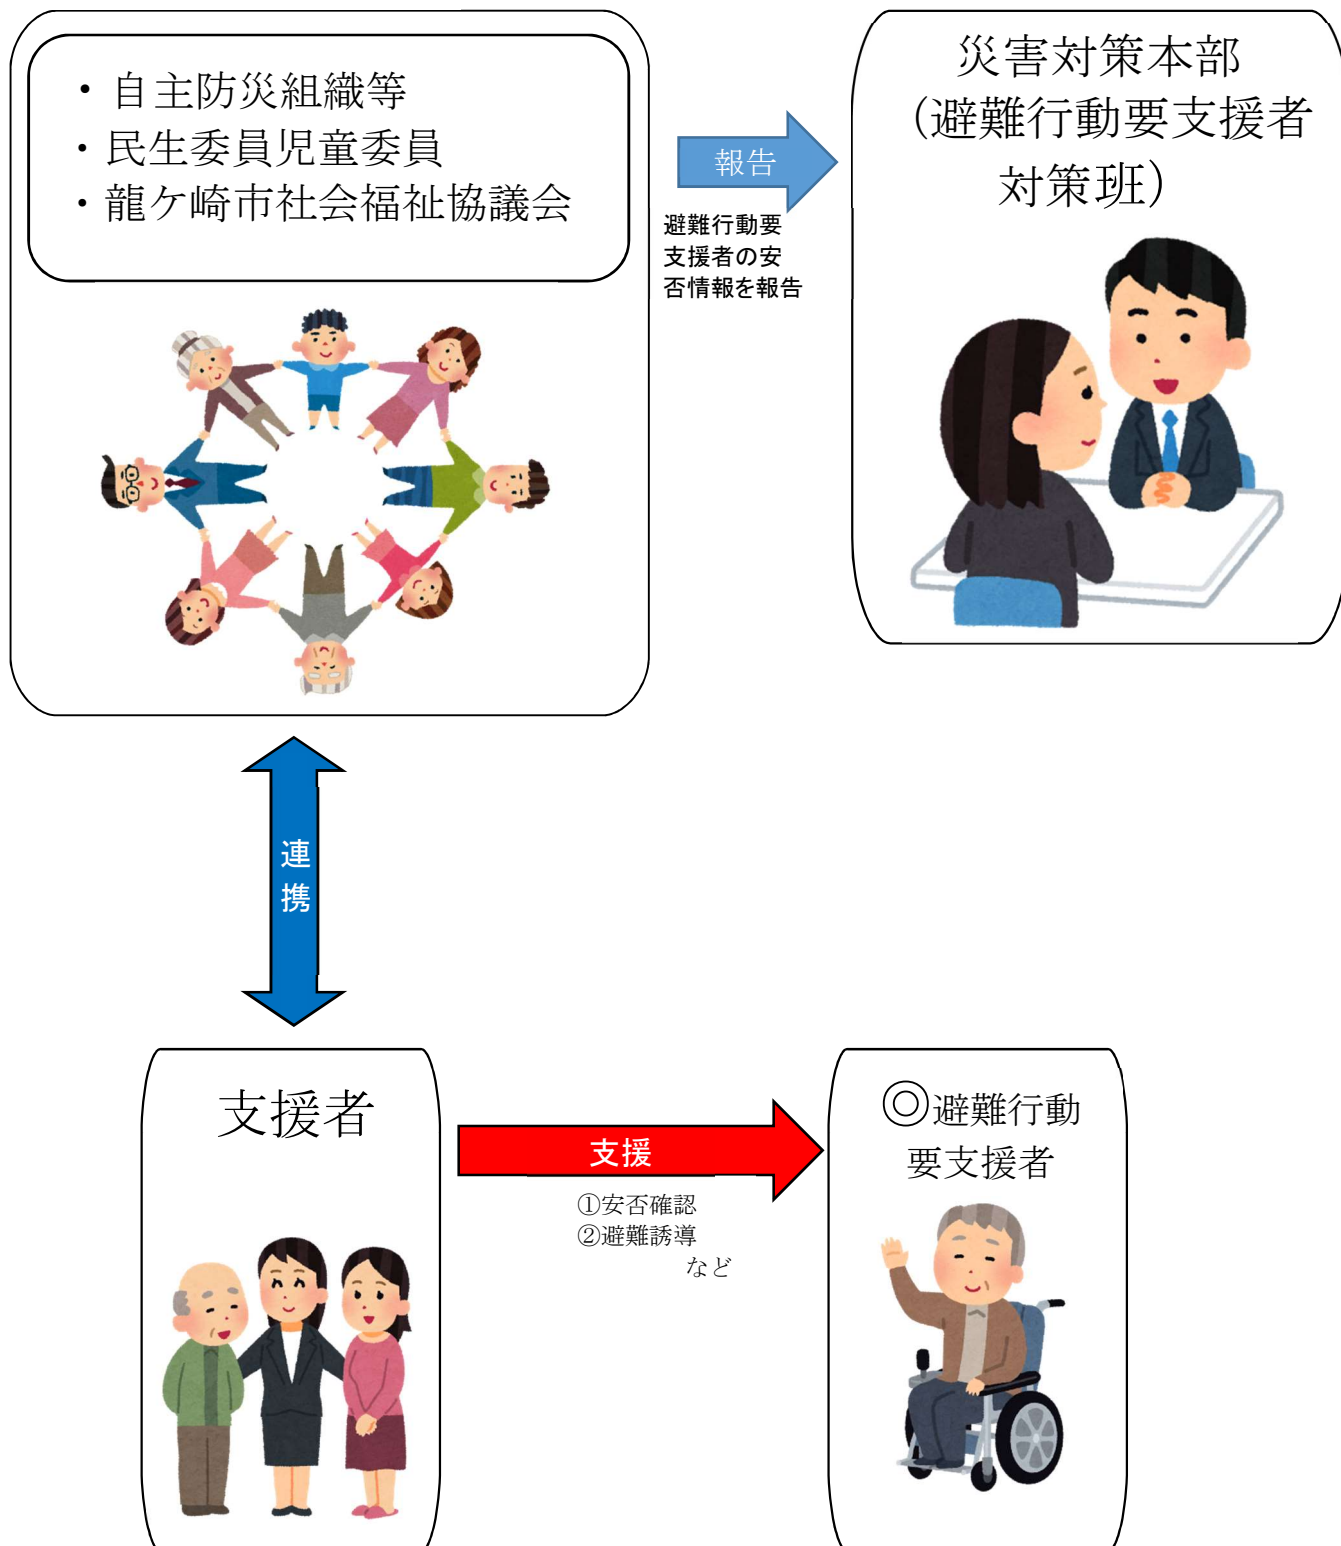 ・自主防災組織等
・民生委員児童委員
・龍ケ崎市社会福祉協議会
報告
避難行動要
支援者の安
否情報を報告
災害対策本部
（避難行動要支援者
対策班）
連
携
支援者
支援
①安否確認
②避難誘導
など
◎避難行動
要支援者